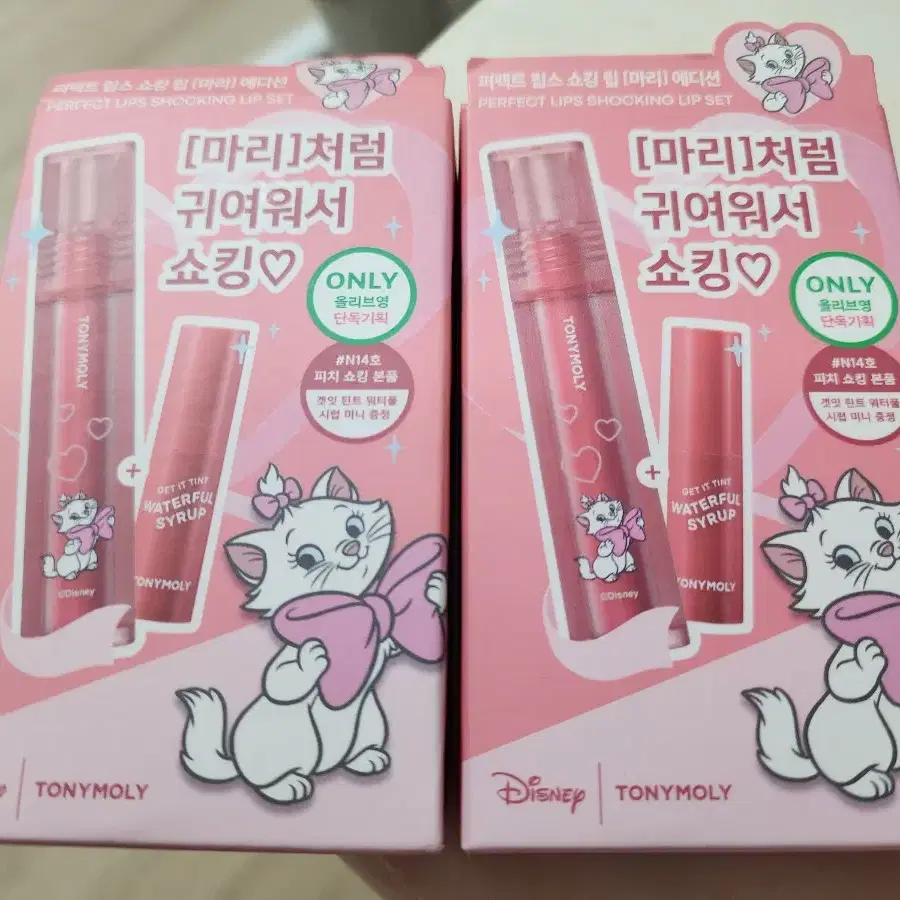 퍼펙트 립스 쇼킹 립 [마리] 에디션
PERFECT LIPS SHOCKING LIP SET
[마리]처럼
귀여워서
쇼킹♡
ONLY
올리브영
단독기획
#N14호
피치 쇼킹 본품
겟잇 틴트 워터풀
시럽 미니 증정
TONYMOLY
+
GET IT TINT
WATERFUL
SYRUP
TONYMOLY
©Disney
TONYMOLY
퍼펙트 립스 쇼킹 립 [마리] 에디션
PERFECT LIPS SHOCKING LIP SET
[마리]처럼
귀여워서
쇼킹♡
ONLY
올리브영
단독기획
#N14호
피치 쇼킹 본품
겟잇 틴트 워터풀
시럽 미니 증정
TONYMOLY
+
GET IT TINT
WATERFUL
SYRUP
TONYMOLY
©Disney
Disney
TONYMOLY